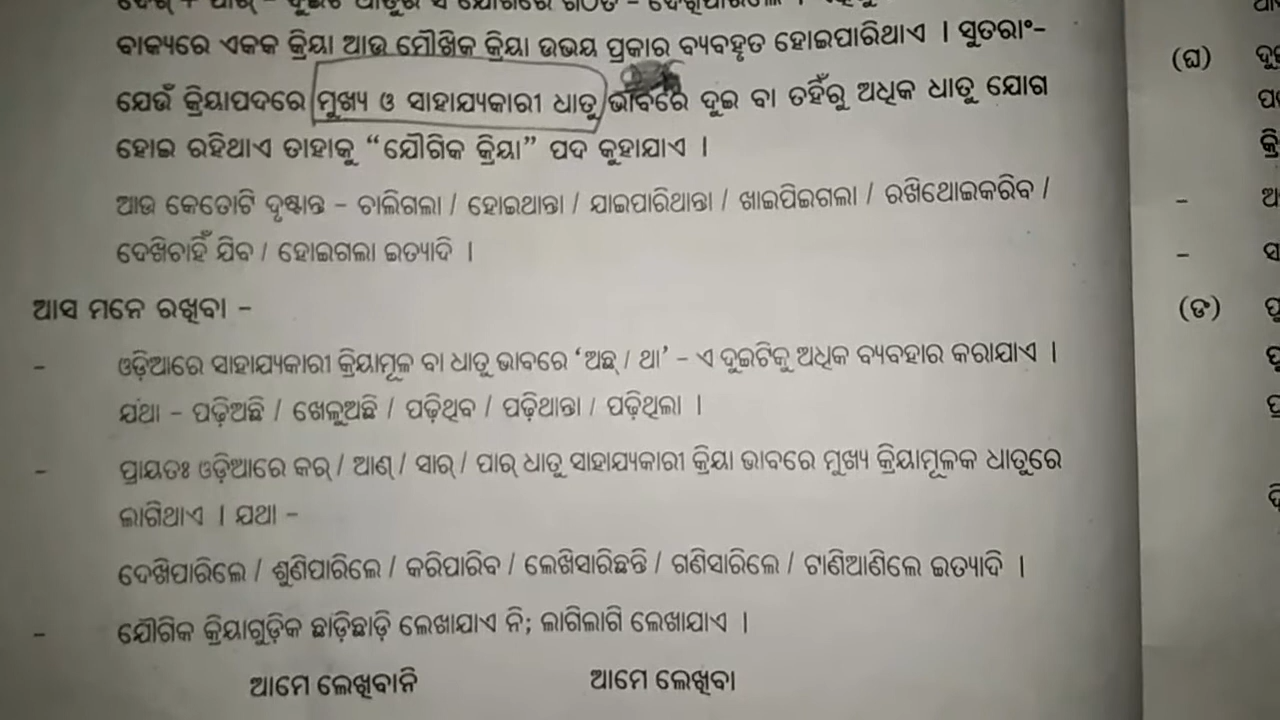 ବାକ୍ୟରେ ଏକକ କ୍ରିୟା ଆଉ ମୌଖିକ କ୍ରିୟା ଉଭୟ ପ୍ରକାର ବ୍ୟବହୃତ ହୋଇପାରିଥାଏ । ସୁତରାଂ-
ଯେଉଁ କ୍ରିୟାପଦରେ ମୁଖ୍ୟ ଓ ସାହାଯ୍ୟକାରୀ ଧାତୁ ଭାବରେ ଦୁଇ ବା ତହିଁରୁ ଅଧିକ ଧାତୁ ଯୋଗ
ହୋଇ ରହିଥାଏ ତାହାକୁ “ଯୌଗିକ କ୍ରିୟା” ପଦ କୁହାଯାଏ ।
ଆଉ କେତୋଟି ଦୃଷ୍ଟାନ୍ତ - ଚାଲିଗଲା / ହୋଇଥାନ୍ତା / ଯାଇପାରିଥାନ୍ତା / ଖାଇପିଇଗଲା / ରଖିଥୋଇକରିବ /
ଦେଖିଚାହିଁ ଯିବ / ହୋଇଗଲା ଇତ୍ୟାଦି ।
ଆସ ମନେ ରଖିବା -
- ଓଡ଼ିଆରେ ସାହାଯ୍ୟକାରୀ କ୍ରିୟାମୂଳ ବା ଧାତୁ ଭାବରେ ‘ଅଛ୍ / ଥା’ - ଏ ଦୁଇଟିକୁ ଅଧିକ ବ୍ୟବହାର କରାଯାଏ ।
ଯଥା - ପଢ଼ିଅଛି / ଖେଳୁଅଛି / ପଢ଼ିଥିବ / ପଢ଼ିଥାନ୍ତା / ପଢ଼ିଥିଲା ।
- ପ୍ରାୟତଃ ଓଡ଼ିଆରେ କର୍ / ଆଣ୍ / ସାର୍ / ପାର୍ ଧାତୁ ସାହାଯ୍ୟକାରୀ କ୍ରିୟା ଭାବରେ ମୁଖ୍ୟ କ୍ରିୟାମୂଳକ ଧାତୁରେ
ଲାଗିଥାଏ । ଯଥା -
ଦେଖିପାରିଲେ / ଶୁଣିପାରିଲେ / କରିପାରିବ / ଲେଖିସାରିଛନ୍ତି / ଗଣିସାରିଲେ / ଟାଣିଆଣିଲେ ଇତ୍ୟାଦି ।
- ଯୌଗିକ କ୍ରିୟାଗୁଡ଼ିକ ଛାଡ଼ିଛାଡ଼ି ଲେଖାଯାଏ ନି; ଲାଗିଲାଗି ଲେଖାଯାଏ ।
ଆମେ ଲେଖିବାନି ଆମେ ଲେଖିବା
(ଘ)
-
-
(ଙ)